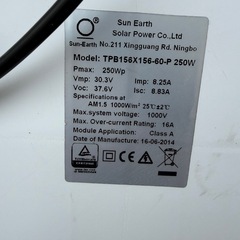 Sun Earth
Solar Power Co.,Ltd
Sun-Earth No.211 Xingguang Rd. Ningbo
Model: TPB156X156-60-P 250W
Pmax: 250Wp
Vmp: 30.3V Imp: 8.25A
Voc: 37.6V Isc: 8.83A
Specifications at
AM1.5 1000W/m² 25℃±2℃
Max.system voltage: 1000V
Max. Over-current Rating: 16A
Application Class: Class A
Date of Manufacture: 16-06-2014